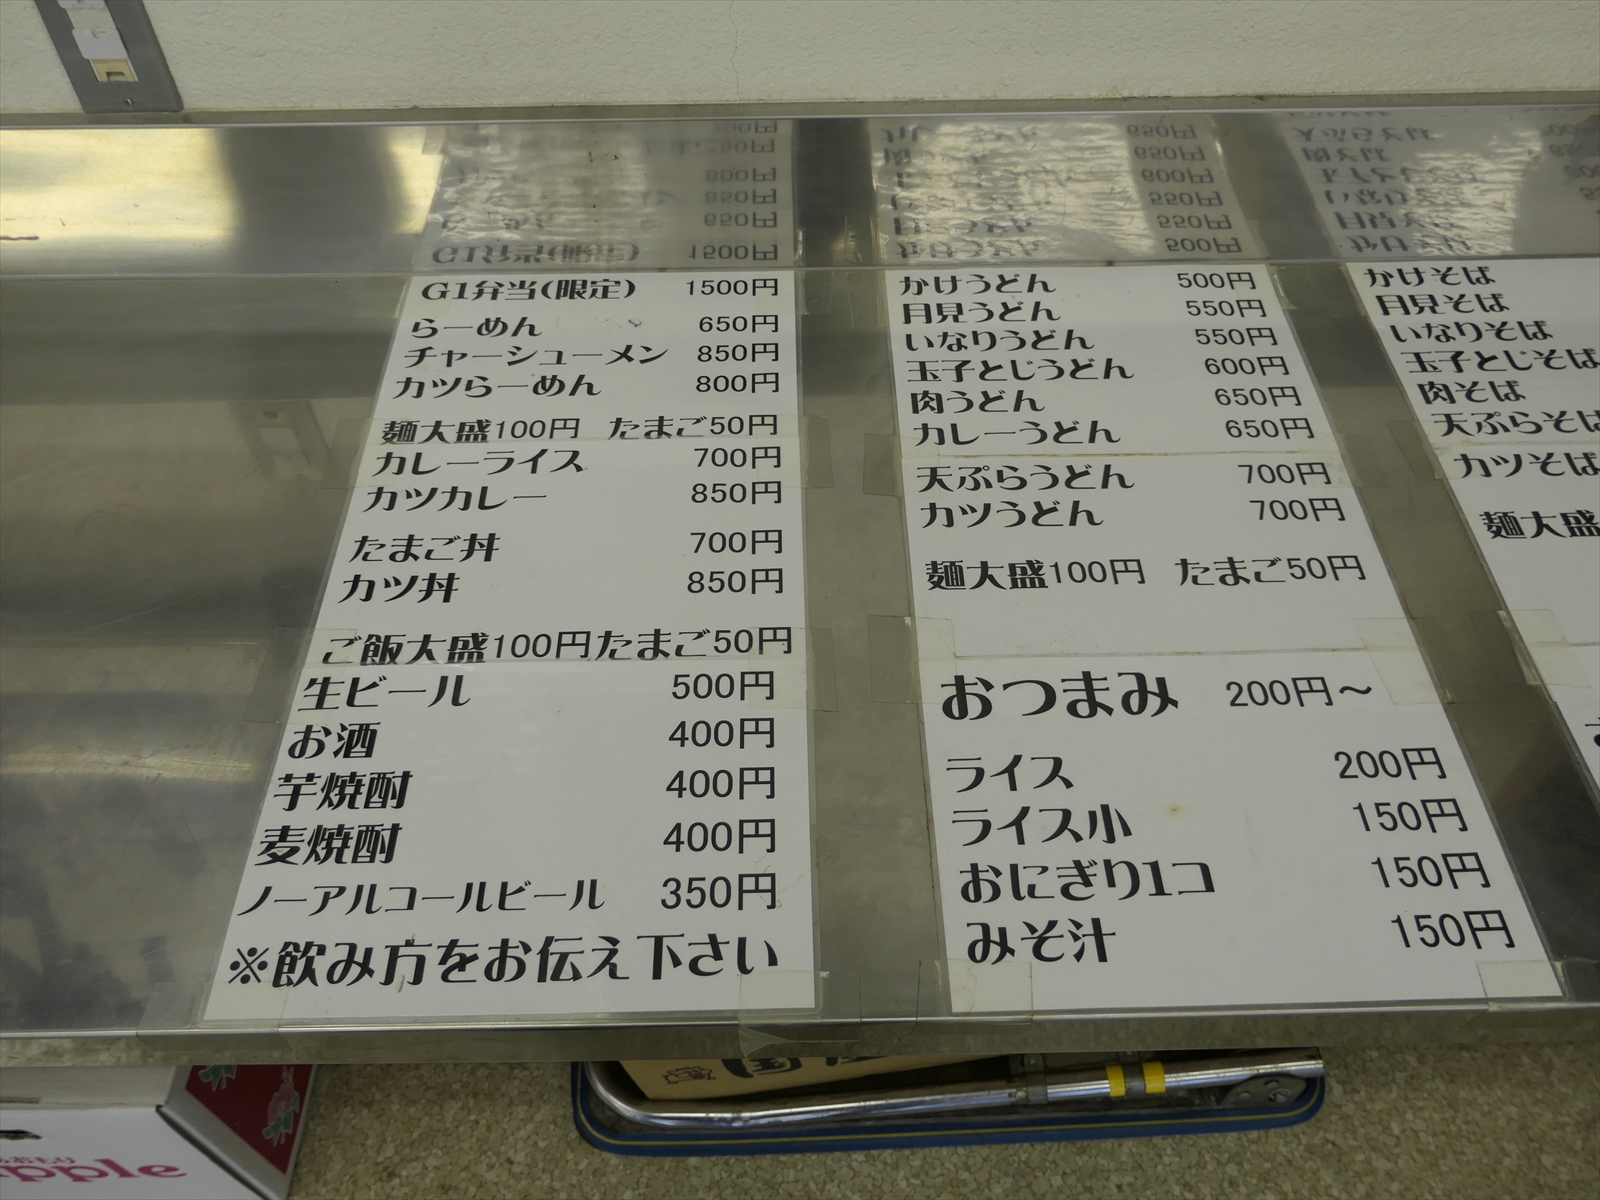 G1弁当(限定) 1500円
らーめん 650円
チャーシューメン 850円
カツらーめん 800円
麺大盛100円 たまご50円
カレーライス 700円
カツカレー 850円
たまご丼 700円
カツ丼 850円
ご飯大盛100円たまご50円
生ビール 500円
お酒 400円
芋焼酎 400円
麦焼酎 400円
ノーアルコールビール 350円
※飲み方をお伝え下さい
かけうどん 500円
月見うどん 550円
いなりうどん 550円
玉子とじうどん 600円
肉うどん 650円
カレーうどん 650円
天ぷらうどん 700円
カツうどん 700円
麺大盛100円 たまご50円
おつまみ 200円～
ライス 200円
ライス小 150円
おにぎり1コ 150円
みそ汁 150円
かけそば
月見そば
いなりそば
玉子とじそば
肉そば
天ぷらそば
カツそば
麺大盛